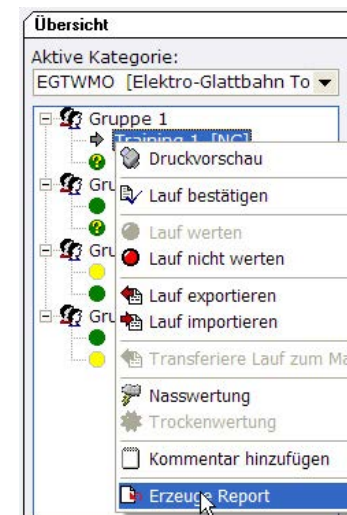 Übersicht
Aktive Kategorie:
EGTWMO [Elektro-Glattbahn To
Gruppe 1
Training 1 [NC]
Druckvorschau
Gru
Lauf bestätigen
Lauf werten
Gru
Lauf nicht werten
Lauf exportieren
Gru
Lauf importieren
Transferiere Lauf zum Ma
Nasswertung
Trockenwertung
Kommentar hinzufügen
Erzeuge Report